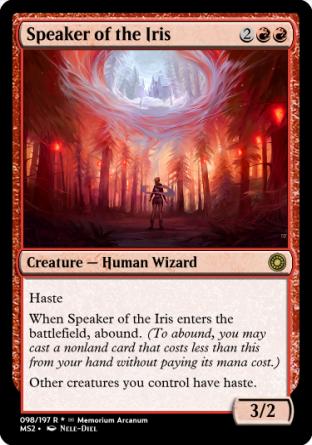 Speaker of the Iris 2
Creature — Human Wizard
Haste
When Speaker of the Iris enters the
battlefield, abound. (To abound, you may
cast a nonland card that costs less than this
from your hand without paying its mana cost.)
Other creatures you control have haste.
3/2
098/197 R * ∞ Memorium Arcanum
MS2 • Nele-Diel